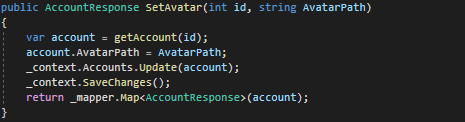 public AccountResponse SetAvatar(int id, string AvatarPath)
{
    var account = getAccount(id);
    account.AvatarPath = AvatarPath;
    _context.Accounts.Update(account);
    _context.SaveChanges();
    return _mapper.Map<AccountResponse>(account);
}